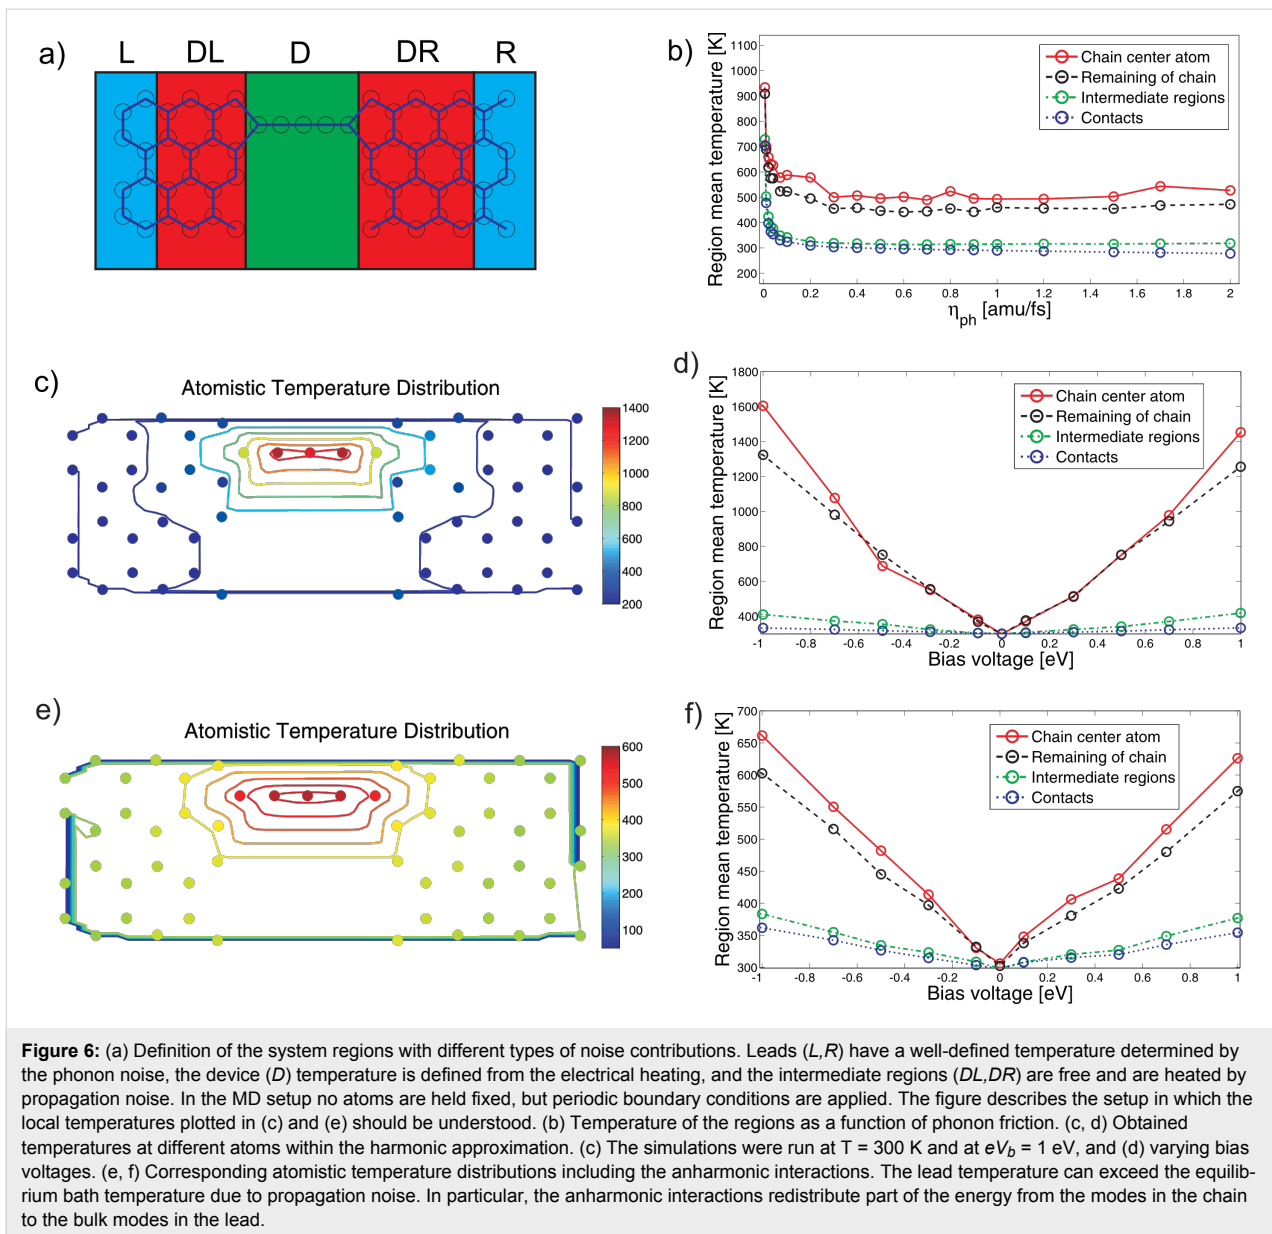 a)
L DL D DR R
b)
Region mean temperature [K]
1100
1000
900
800
700
600
500
400
300
200
0 0.2 0.4 0.6 0.8 1 1.2 1.4 1.6 1.8 2
η_ph [amu/fs]
Chain center atom
Remaining of chain
Intermediate regions
Contacts
c)
Atomistic Temperature Distribution
1400
1200
1000
800
600
400
200
d)
Region mean temperature [K]
1800
1600
1400
1200
1000
800
600
400
-1 -0.8 -0.6 -0.4 -0.2 0 0.2 0.4 0.6 0.8 1
Bias voltage [eV]
Chain center atom
Remaining of chain
Intermediate regions
Contacts
e)
Atomistic Temperature Distribution
600
500
400
300
200
100
f)
Region mean temperature [K]
700
650
600
550
500
450
400
350
300
-1 -0.8 -0.6 -0.4 -0.2 0 0.2 0.4 0.6 0.8 1
Bias voltage [eV]
Chain center atom
Remaining of chain
Intermediate regions
Contacts
Figure 6: (a) Definition of the system regions with different types of noise contributions. Leads (L,R) have a well-defined temperature determined by
the phonon noise, the device (D) temperature is defined from the electrical heating, and the intermediate regions (DL,DR) are free and are heated by
propagation noise. In the MD setup no atoms are held fixed, but periodic boundary conditions are applied. The figure describes the setup in which the
local temperatures plotted in (c) and (e) should be understood. (b) Temperature of the regions as a function of phonon friction. (c, d) Obtained
temperatures at different atoms within the harmonic approximation. (c) The simulations were run at T = 300 K and at eV_b = 1 eV, and (d) varying bias
voltages. (e, f) Corresponding atomistic temperature distributions including the anharmonic interactions. The lead temperature can exceed the equilib-
rium bath temperature due to propagation noise. In particular, the anharmonic interactions redistribute part of the energy from the modes in the chain
to the bulk modes in the lead.